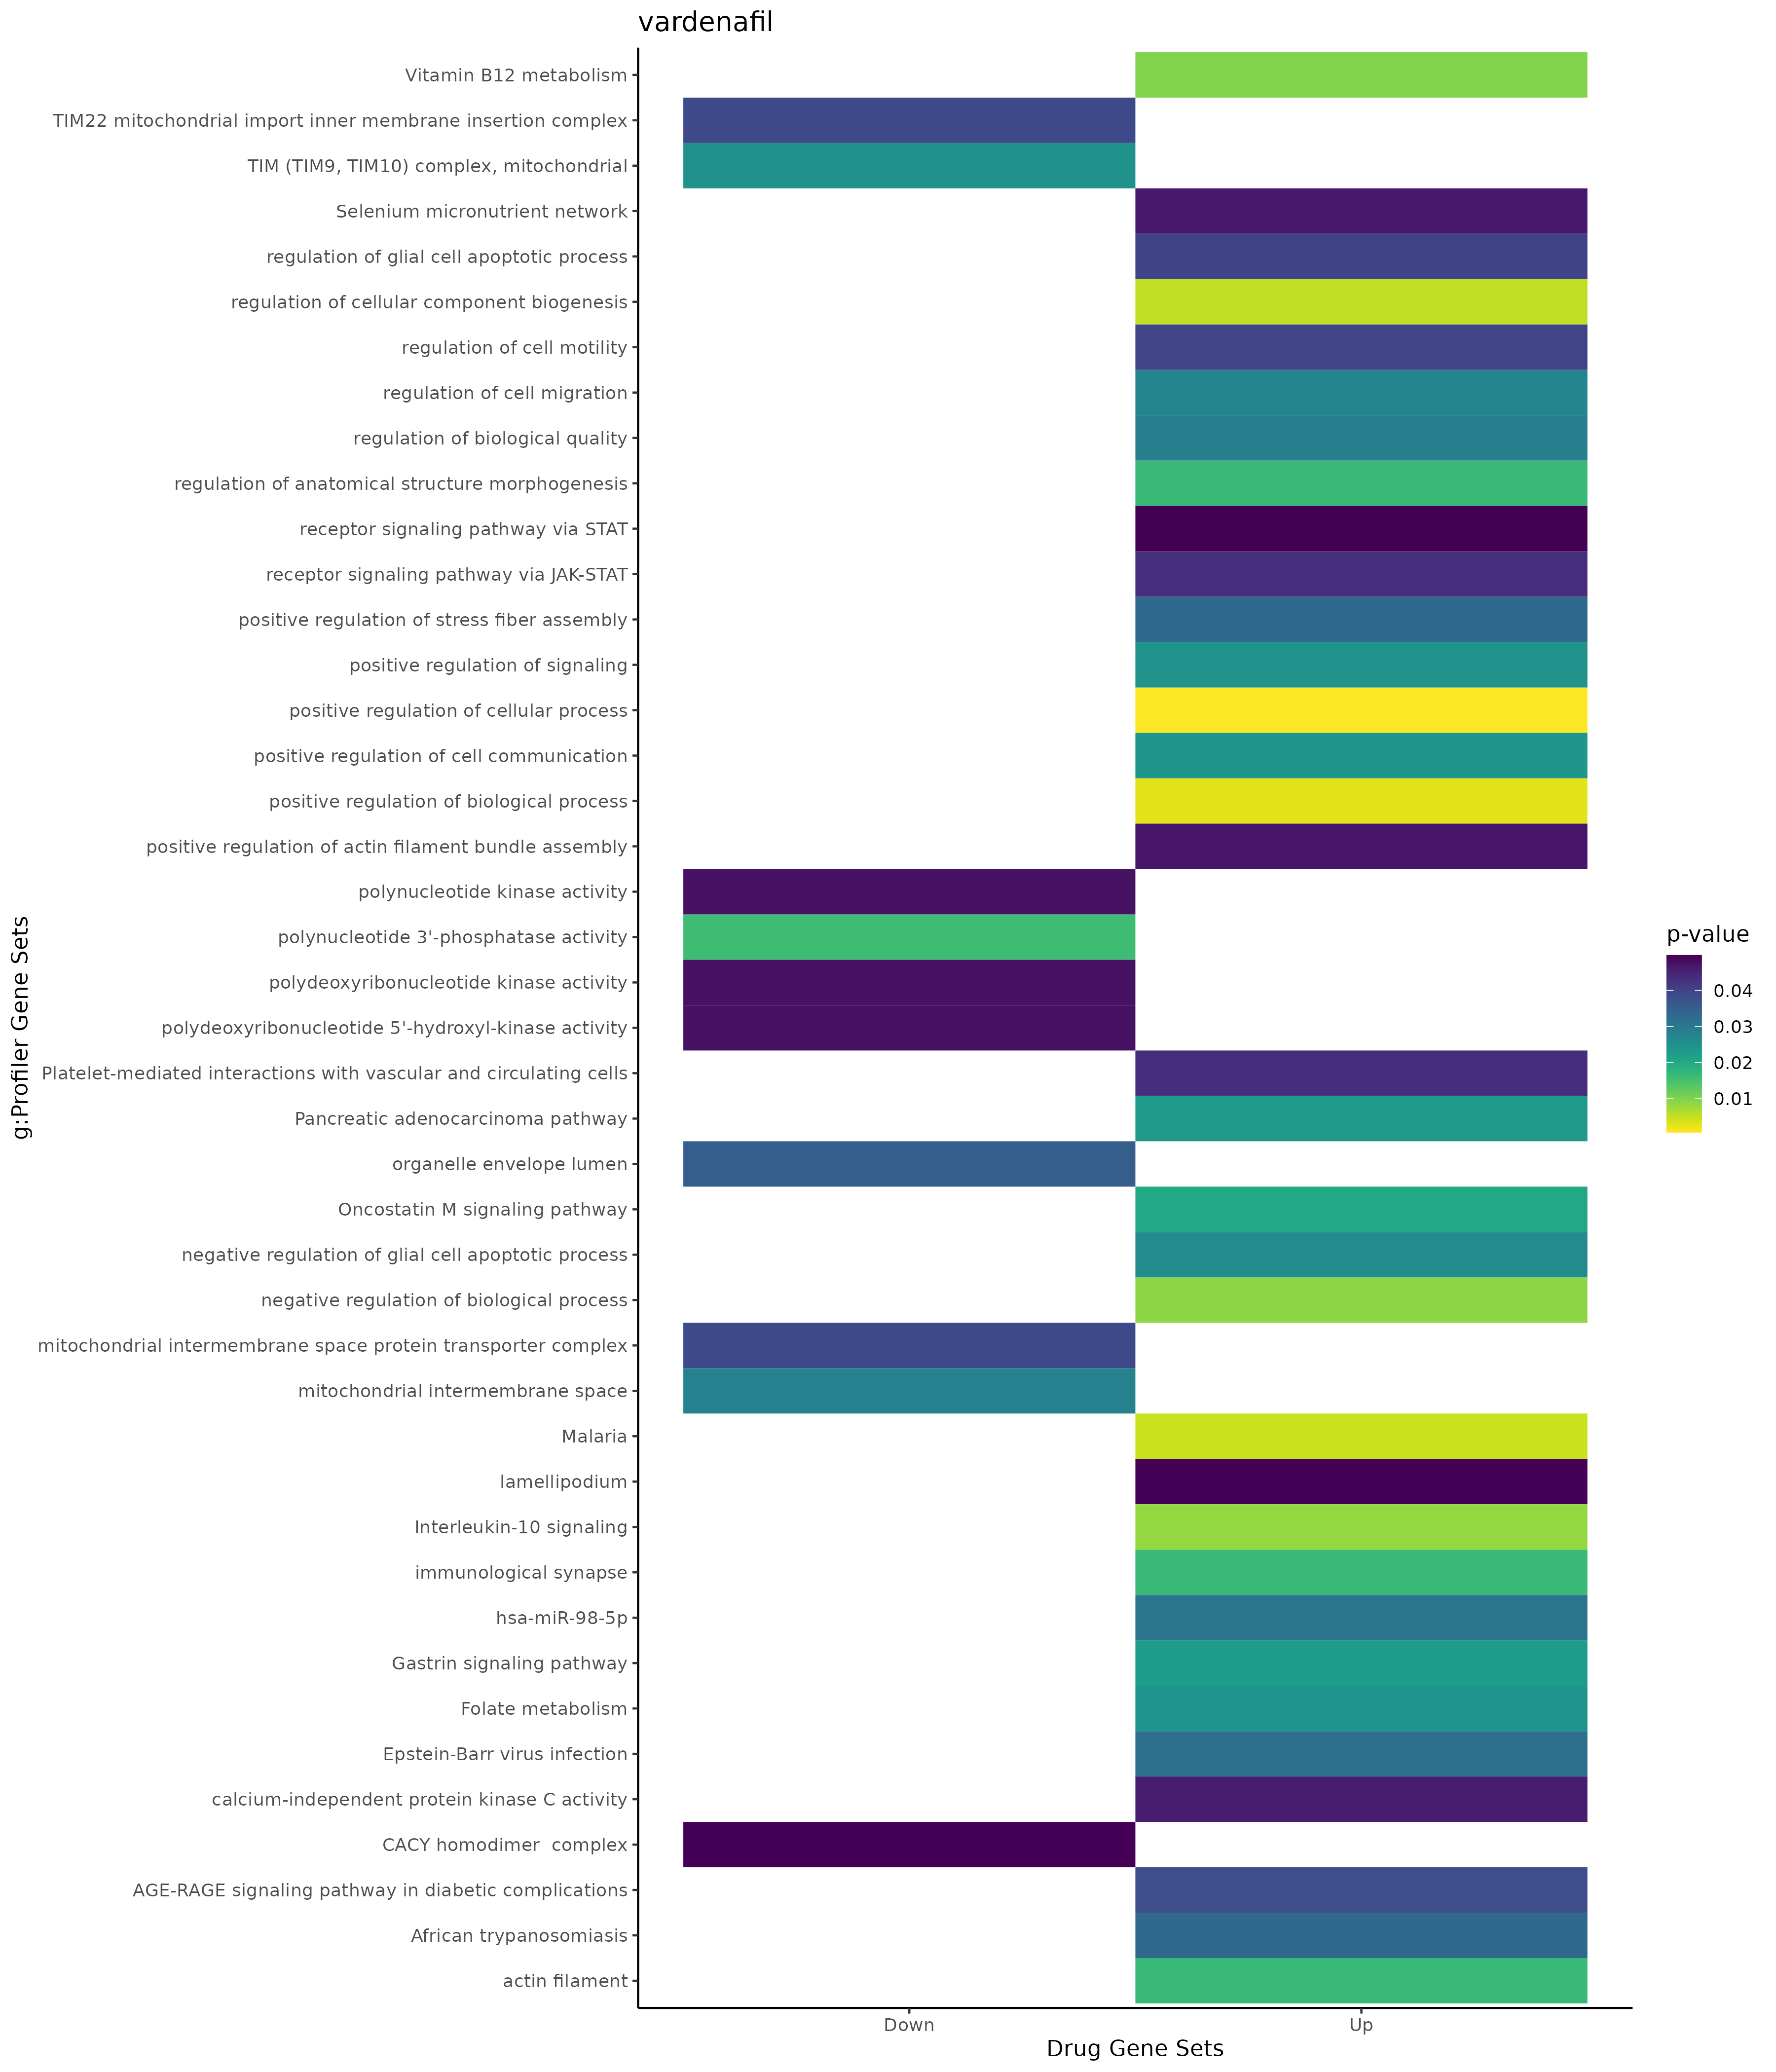 vardenafil
Vitamin B12 metabolism
TIM22 mitochondrial import inner membrane insertion complex
TIM (TIM9, TIM10) complex, mitochondrial
Selenium micronutrient network
regulation of glial cell apoptotic process
regulation of cellular component biogenesis
regulation of cell motility
regulation of cell migration
regulation of biological quality
regulation of anatomical structure morphogenesis
receptor signaling pathway via STAT
receptor signaling pathway via JAK-STAT
positive regulation of stress fiber assembly
positive regulation of signaling
positive regulation of cellular process
positive regulation of cell communication
positive regulation of biological process
positive regulation of actin filament bundle assembly
polynucleotide kinase activity
polynucleotide 3'-phosphatase activity
polydeoxyribonucleotide kinase activity
polydeoxyribonucleotide 5'-hydroxyl-kinase activity
Platelet-mediated interactions with vascular and circulating cells
Pancreatic adenocarcinoma pathway
organelle envelope lumen
Oncostatin M signaling pathway
negative regulation of glial cell apoptotic process
negative regulation of biological process
mitochondrial intermembrane space protein transporter complex
mitochondrial intermembrane space
Malaria
lamellipodium
Interleukin-10 signaling
immunological synapse
hsa-miR-98-5p
Gastrin signaling pathway
Folate metabolism
Epstein-Barr virus infection
calcium-independent protein kinase C activity
CACY homodimer  complex
AGE-RAGE signaling pathway in diabetic complications
African trypanosomiasis
actin filament
g:Profiler Gene Sets
Down
Up
Drug Gene Sets
p-value
0.04
0.03
0.02
0.01